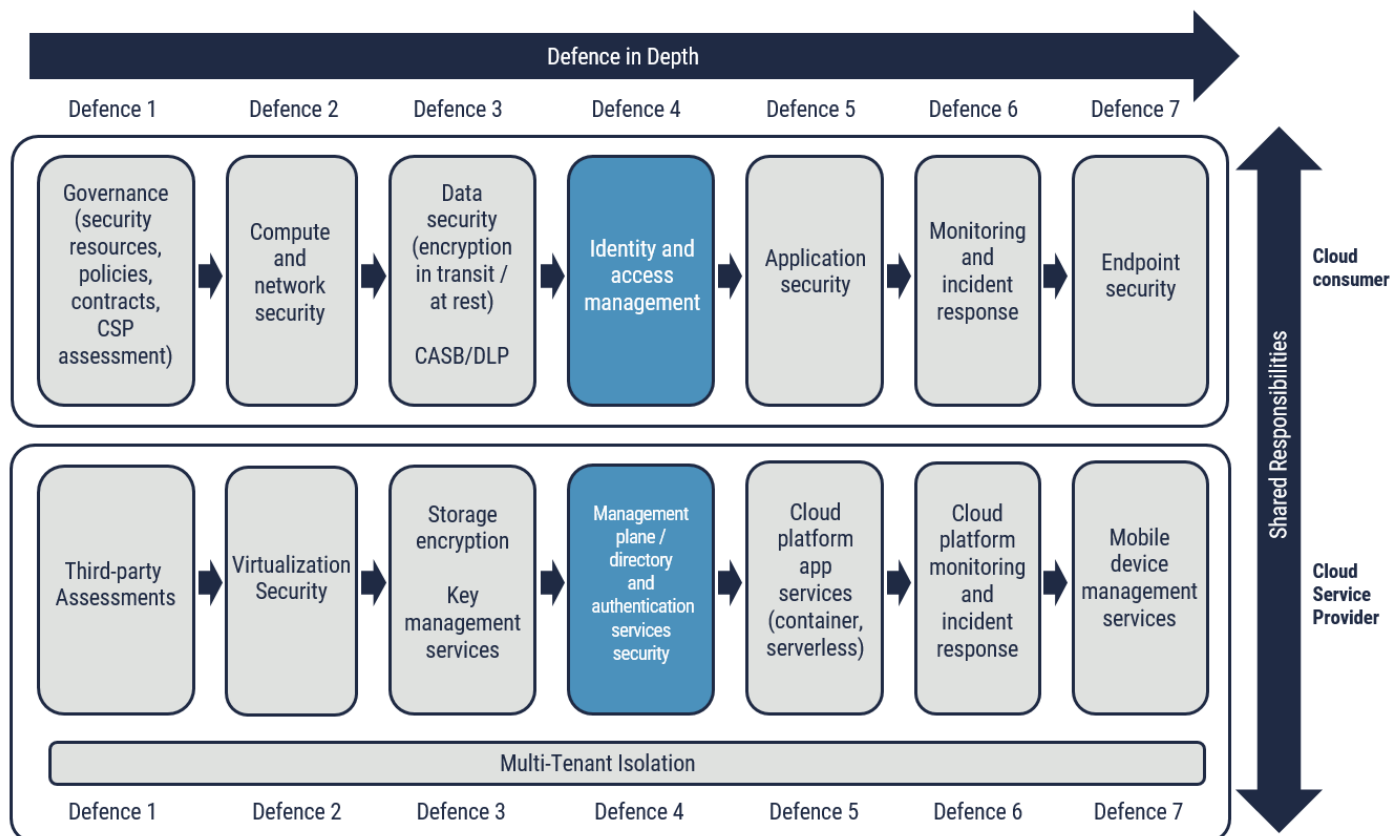 Defence in Depth
Defence 1
Defence 2
Defence 3
Defence 4
Defence 5
Defence 6
Defence 7
Governance
(security
resources,
policies,
contracts,
CSP
assessment)
Compute
and
network
security
Data
security
(encryption
in transit /
at rest)
CASB/DLP
Identity and
access
management
Application
security
Monitoring
and
incident
response
Endpoint
security
Cloud
consumer
Shared Responsibilities
Third-party
Assessments
Virtualization
Security
Storage
encryption
Key
management
services
Management
plane /
directory
and
authentication
services
security
Cloud
platform
app
services
(container,
serverless)
Cloud
platform
monitoring
and
incident
response
Mobile
device
management
services
Cloud
Service
Provider
Multi-Tenant Isolation
Defence 1
Defence 2
Defence 3
Defence 4
Defence 5
Defence 6
Defence 7